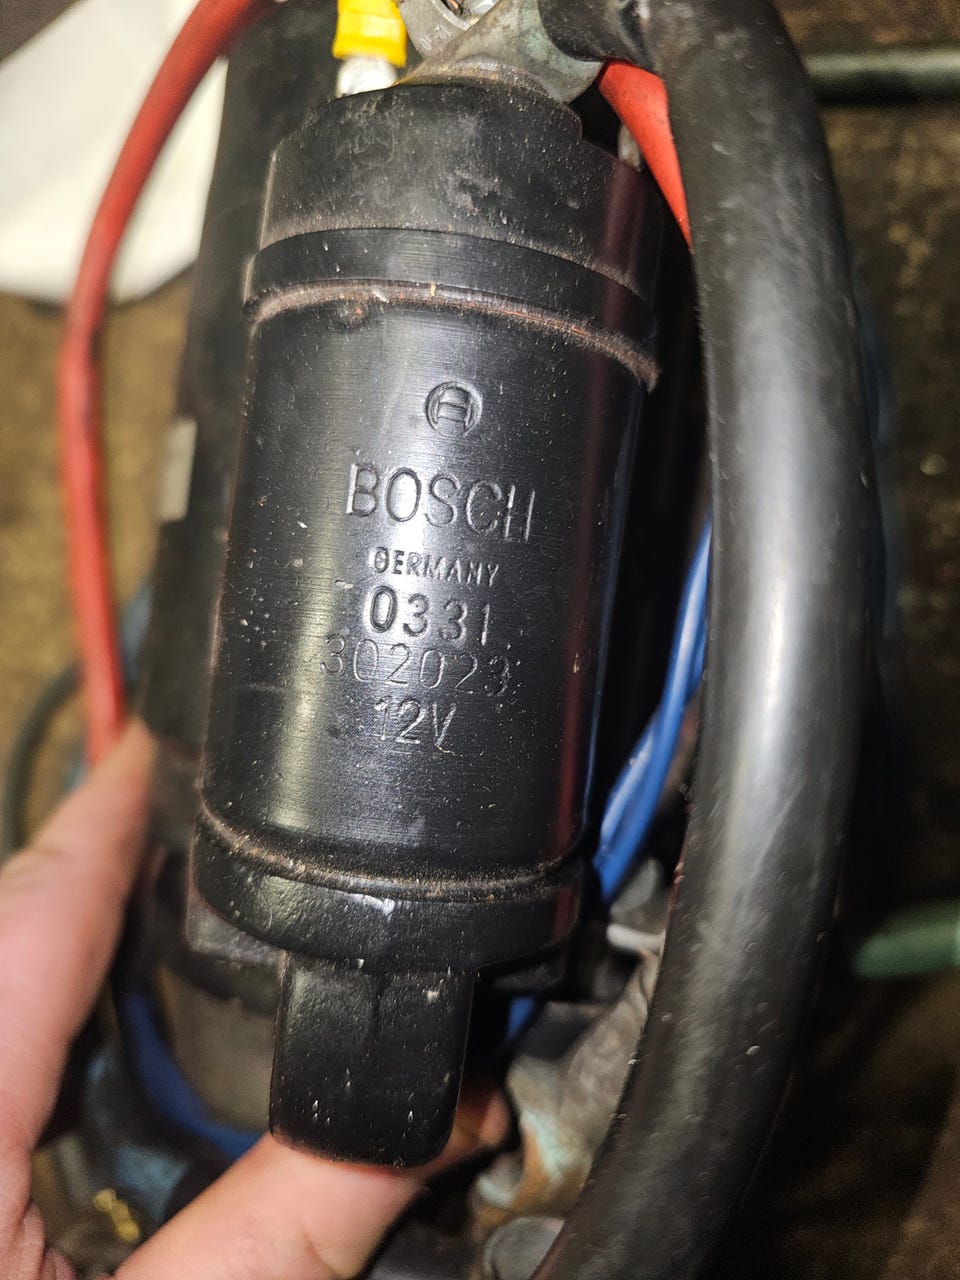 BOSCH
GERMANY
0331
302023
12V